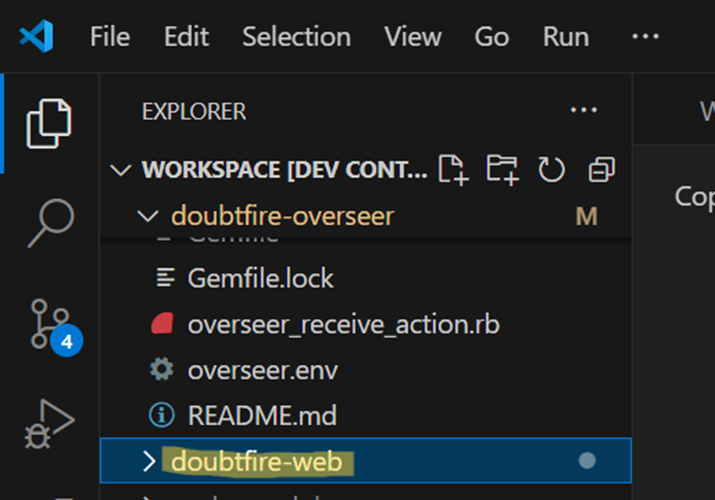 File Edit Selection View Go Run ...
EXPLORER ...
WORKSPACE [DEV CONT...
doubtfire-overseer M
Gemfile
Gemfile.lock
overseer_receive_action.rb
overseer.env
README.md
4
doubtfire-web
W
Cop